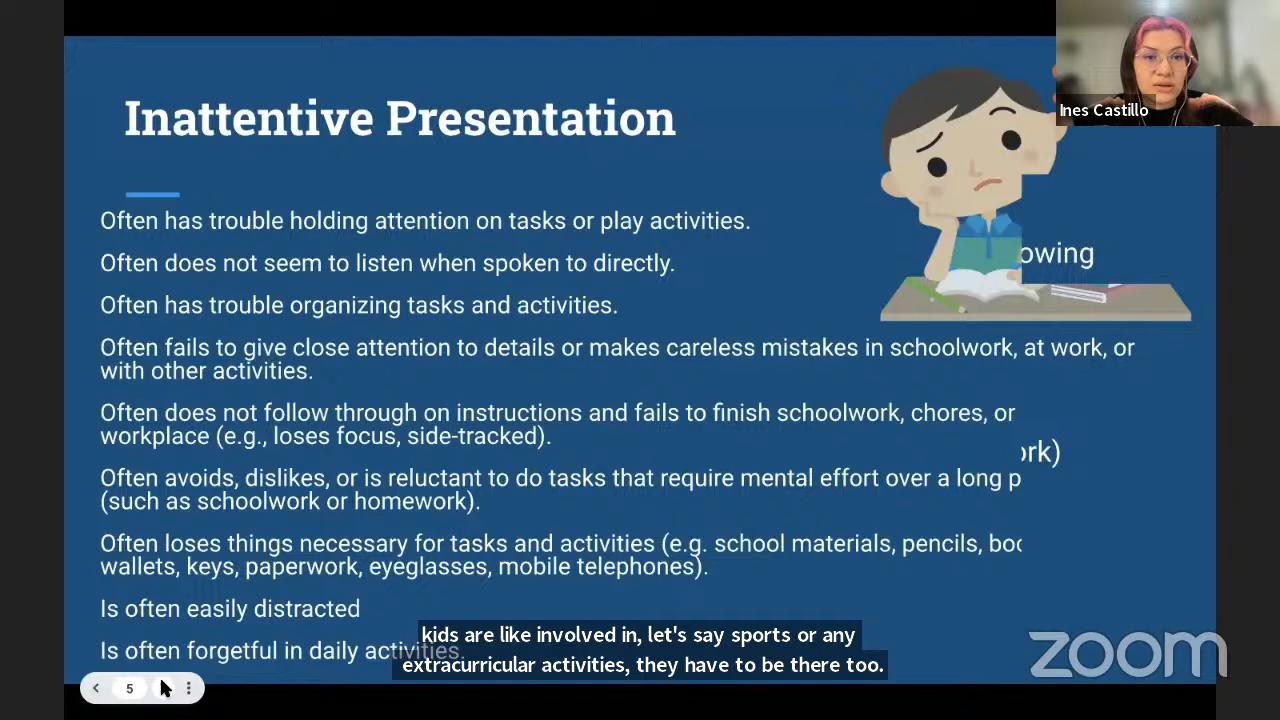 Inattentive Presentation
Ines Castillo
Often has trouble holding attention on tasks or play activities.
Often does not seem to listen when spoken to directly.
owing
Often has trouble organizing tasks and activities.
Often fails to give close attention to details or makes careless mistakes in schoolwork, at work, or
with other activities.
Often does not follow through on instructions and fails to finish schoolwork, chores, or
workplace (e.g., loses focus, side-tracked).
ork)
Often avoids, dislikes, or is reluctant to do tasks that require mental effort over a long p
(such as schoolwork or homework).
Often loses things necessary for tasks and activities (e.g. school materials, pencils, boo
wallets, keys, paperwork, eyeglasses, mobile telephones).
Is often easily distracted
Is often forgetful in daily activities.
kids are like involved in, let's say sports or any
extracurricular activities, they have to be there too.
zoom
5